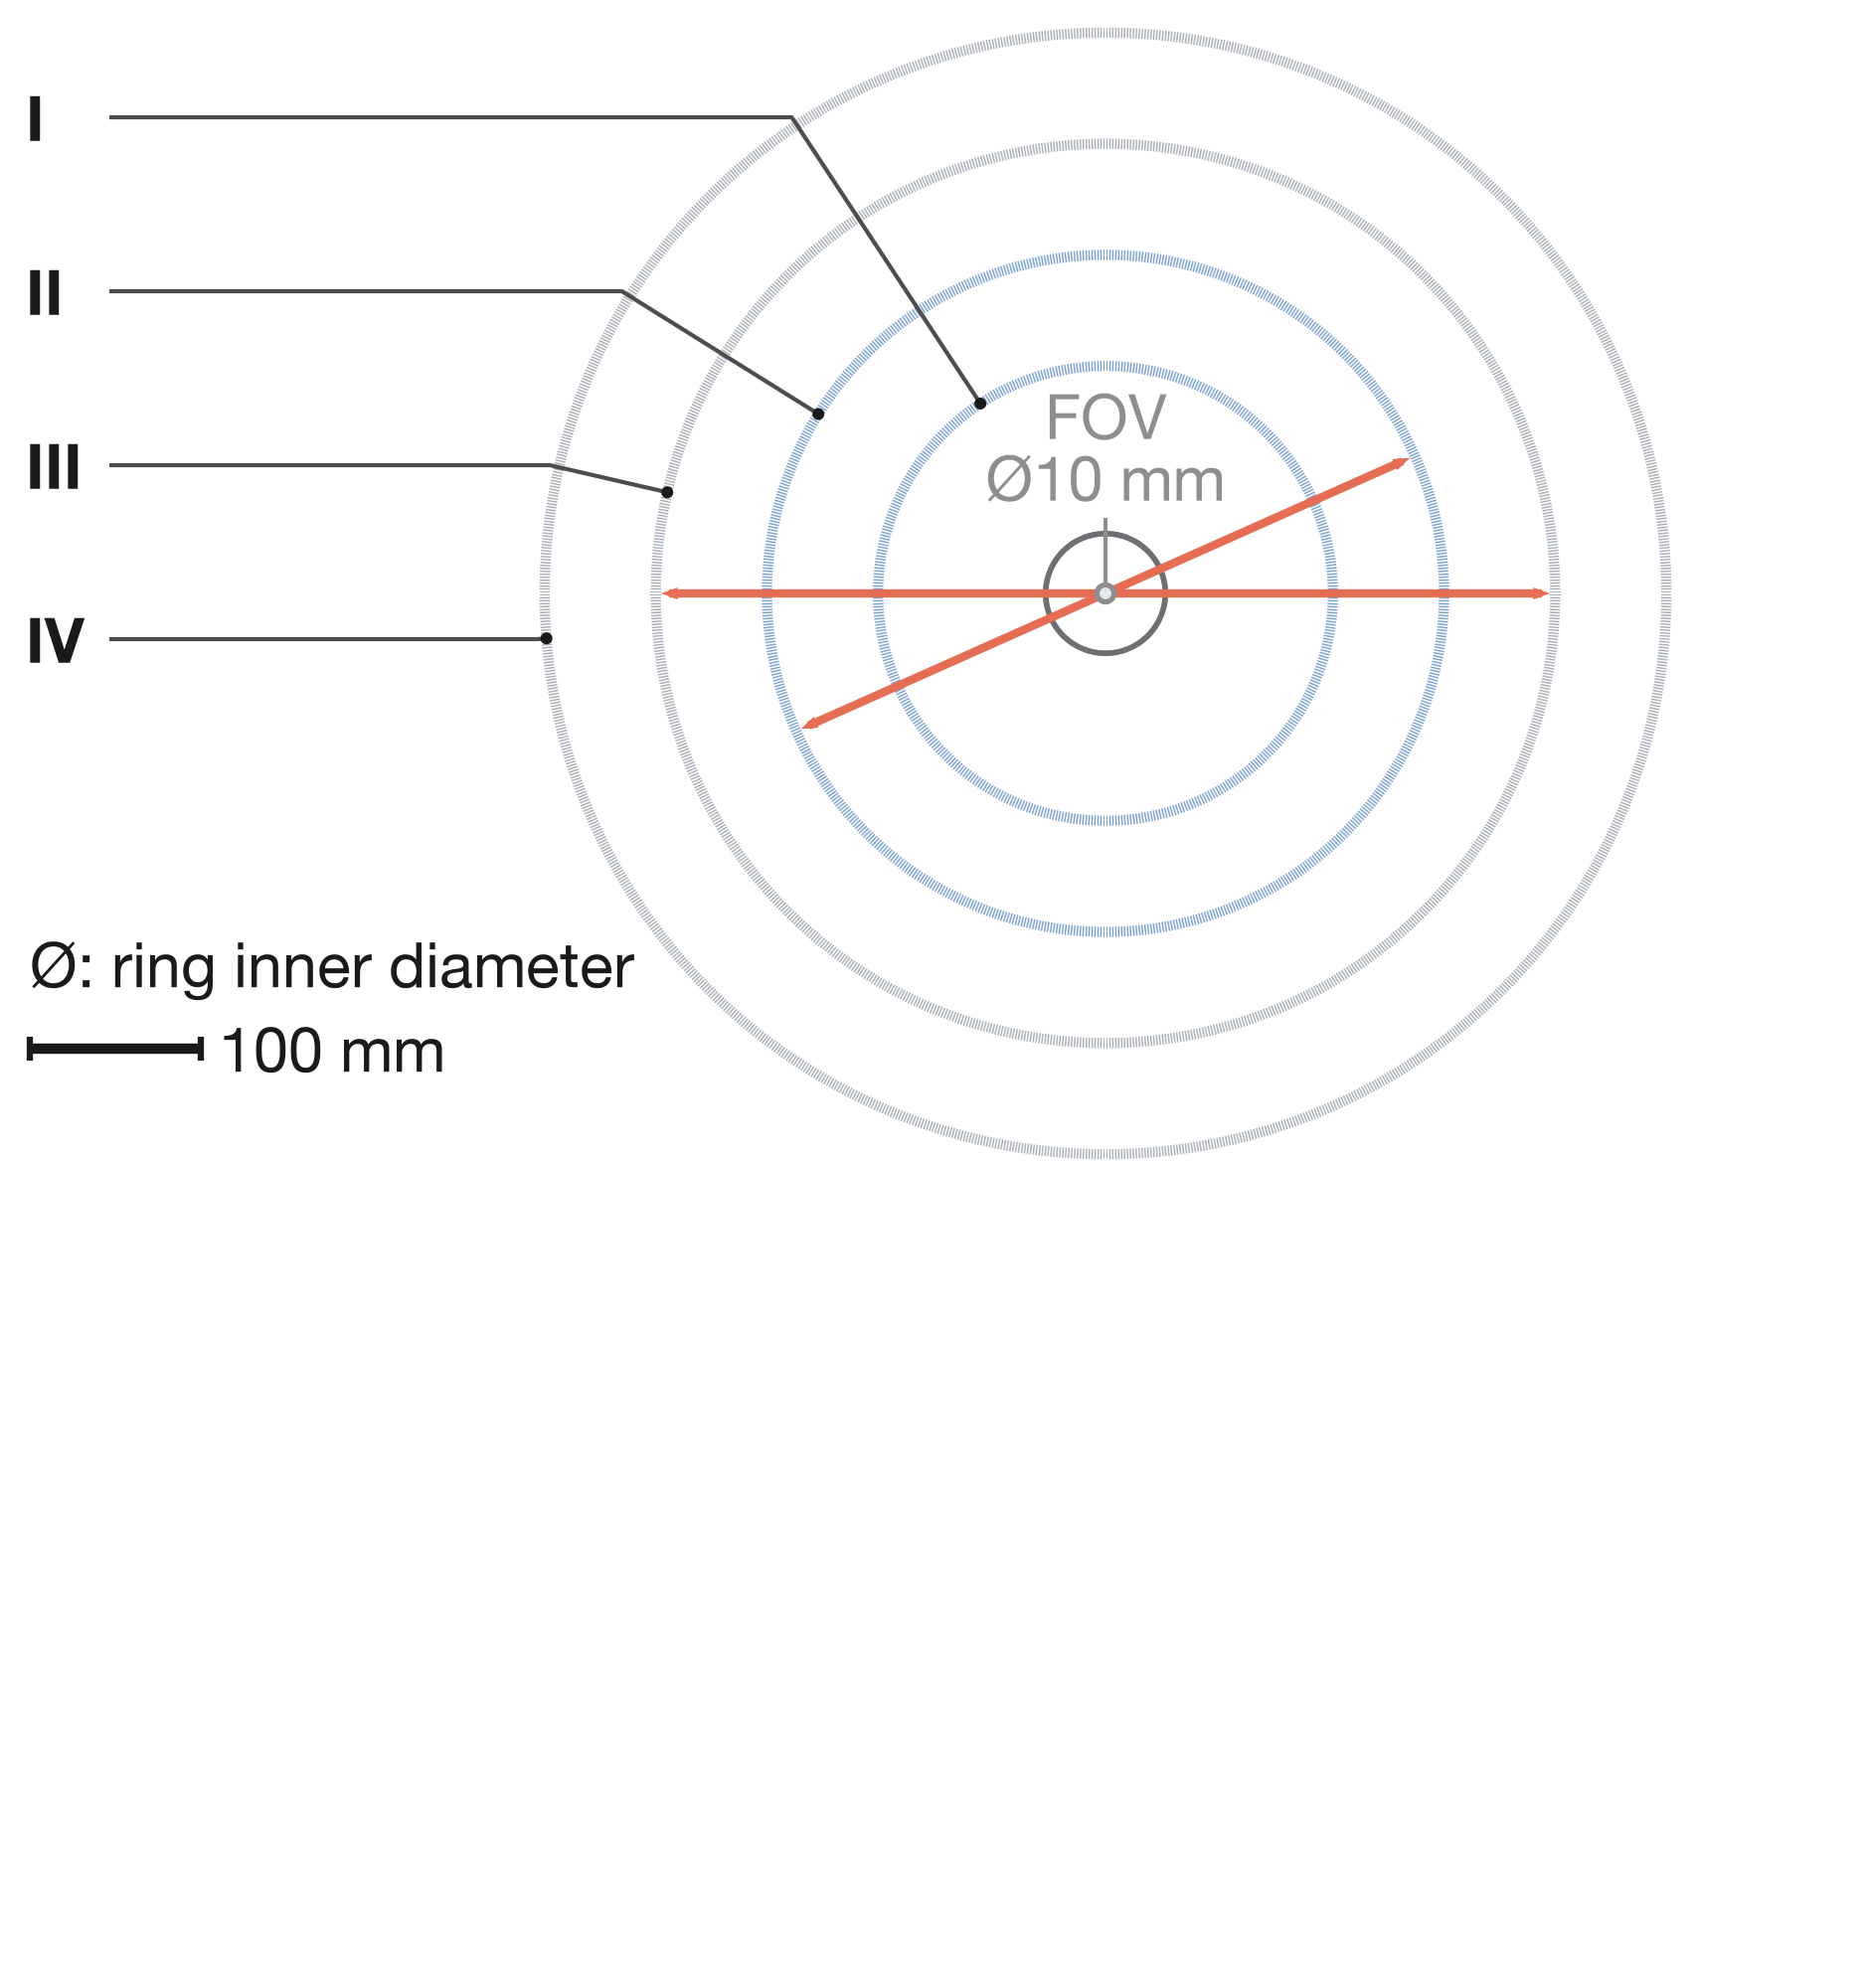 I
II
III
IV
FOV
Ø10 mm
Ø: ring inner diameter
100 mm